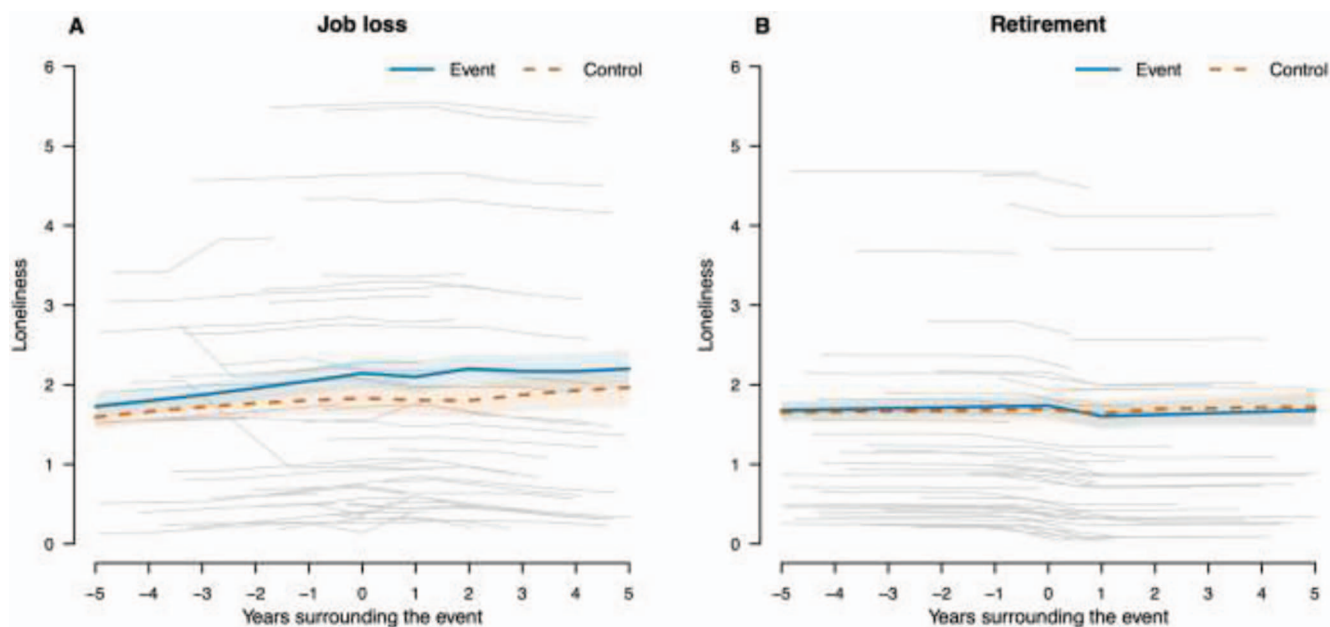 A Job loss
Event Control
6
5
4
3
2
1
0
Loneliness
−5 −4 −3 −2 −1 0 1 2 3 4 5
Years surrounding the event
B Retirement
Event Control
6
5
4
3
2
1
0
Loneliness
−5 −4 −3 −2 −1 0 1 2 3 4 5
Years surrounding the event